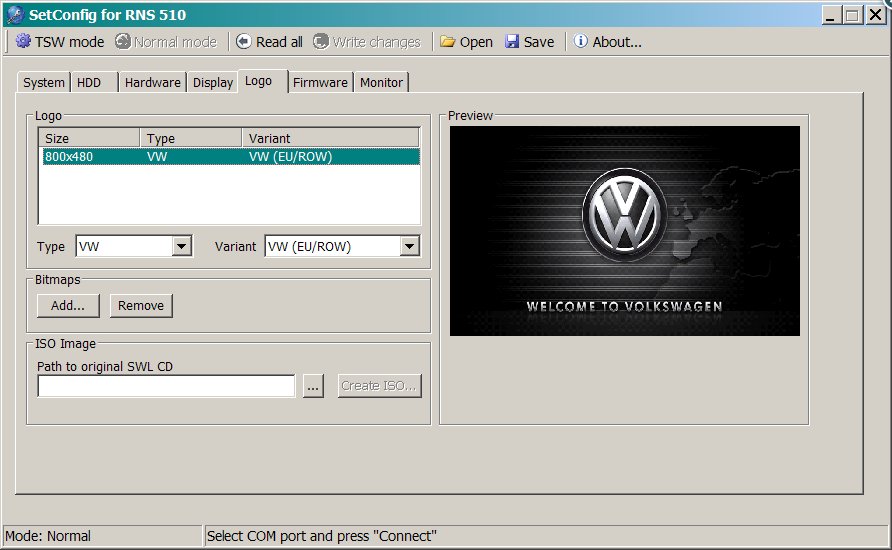 SetConfig for RNS 510
TSW mode Normal mode Read all Write changes Open Save About...
System HDD Hardware Display Logo Firmware Monitor
Logo
Size Type Variant
800x480 VW VW (EU/ROW)
Type VW Variant VW (EU/ROW)
Bitmaps
Add... Remove
ISO Image
Path to original SWL CD
... Create ISO...
Preview
WELCOME TO VOLKSWAGEN
Mode: Normal Select COM port and press "Connect"